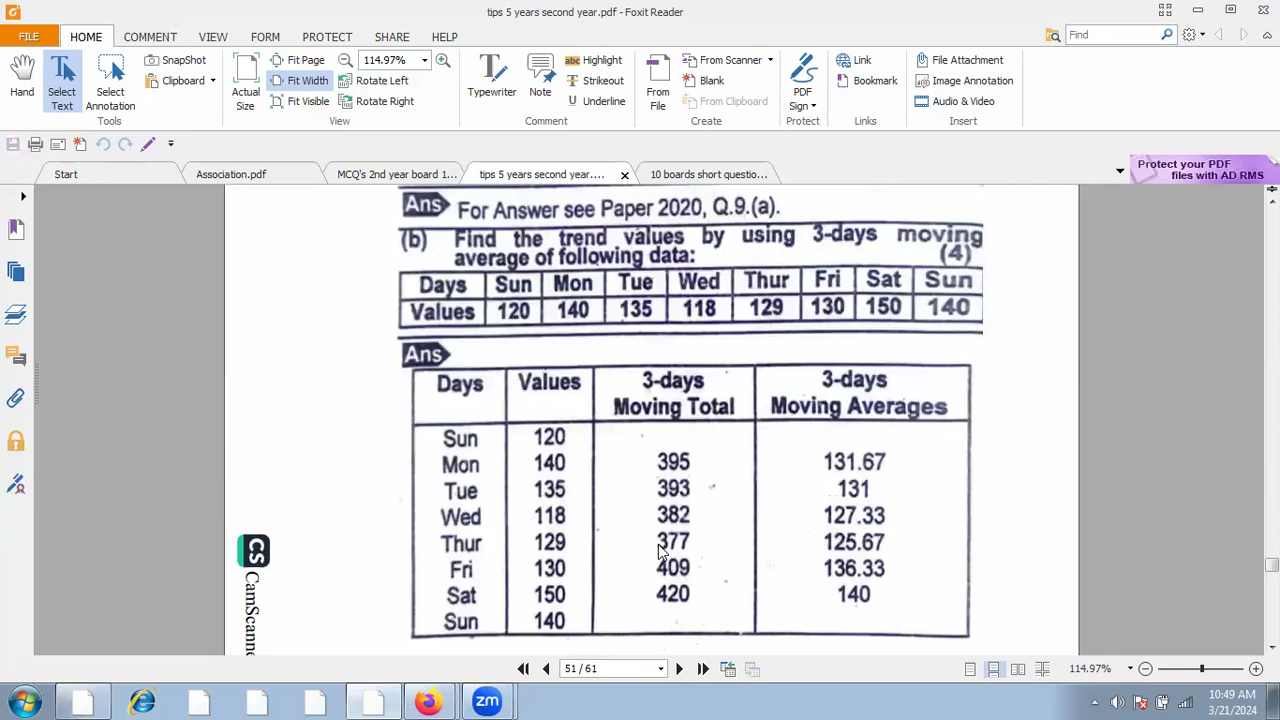 tips 5 years second year.pdf - Foxit Reader
FILE HOME COMMENT VIEW FORM PROTECT SHARE HELP Find
Hand Select Text Select Annotation SnapShot Clipboard Actual Size Fit Page Fit Width Fit Visible 114.97% Rotate Left Rotate Right Typewriter Note Highlight Strikeout Underline From File From Scanner Blank From Clipboard PDF Sign Link Bookmark File Attachment Image Annotation Audio & Video
Tools View Comment Create Protect Links Insert
Start Association.pdf MCQ's 2nd year board 1... tips 5 years second year.... 10 boards short questio... Protect your PDF files with AD RMS
Ans For Answer see Paper 2020, Q.9.(a).
(b) Find the trend values by using 3-days moving
average of following data: (4)
Days Sun Mon Tue Wed Thur Fri Sat Sun
Values 120 140 135 118 129 130 150 140
Ans
Days Values 3-days Moving Total 3-days Moving Averages
Sun 120
Mon 140 395 131.67
Tue 135 393 131
Wed 118 382 127.33
Thur 129 377 125.67
Fri 130 409 136.33
Sat 150 420 140
Sun 140
CS CamScanne
51 / 61 114.97%
zm 10:49 AM
3/21/2024